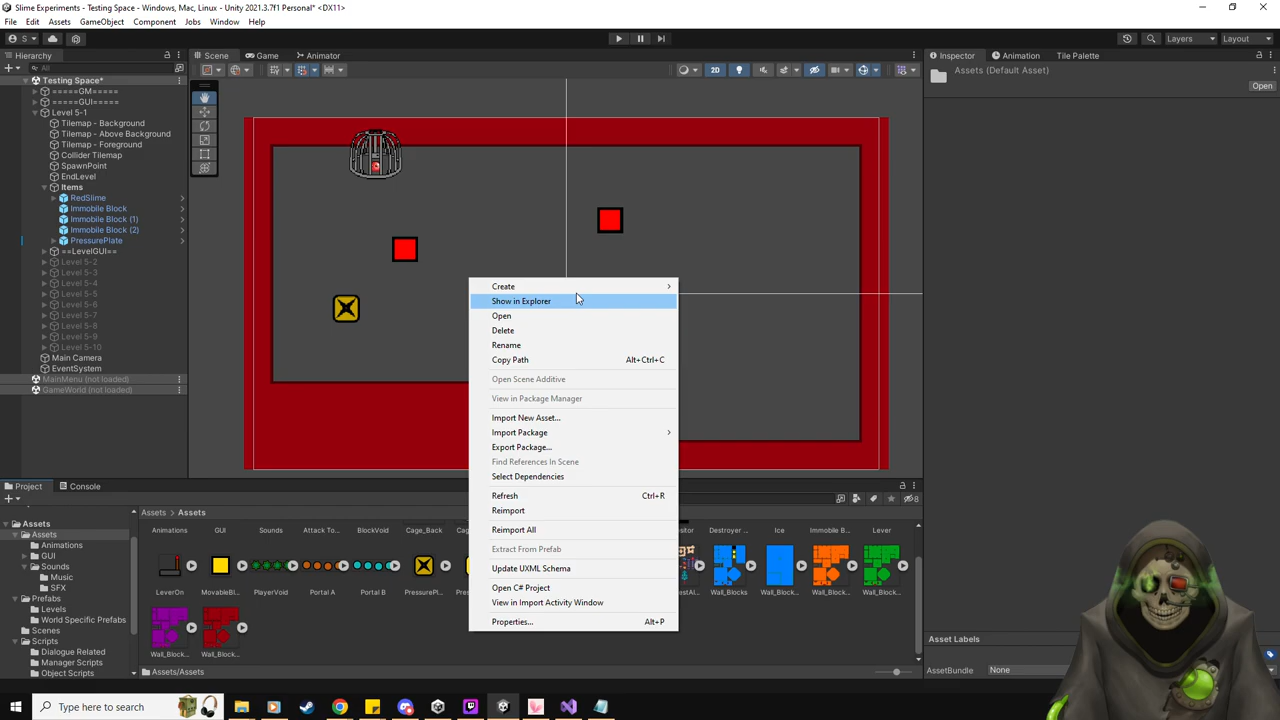 Slime Experiments - Testing Space - Windows, Mac, Linux - Unity 2021.3.7f1 Personal* <DX11>
File Edit Assets GameObject Component Jobs Window Help
S Layers Layout
Hierarchy Scene Game Animator Inspector Animation Tile Palette
All 2D Assets (Default Asset)
Open
Testing Space*
=====GM=====
=====GUI=====
Level 5-1
Tilemap - Background
Tilemap - Above Background
Tilemap - Foreground
Collider Tilemap
SpawnPoint
EndLevel
Items
RedSlime
Immobile Block
Immobile Block (1)
Immobile Block (2)
PressurePlate
==LevelGUI==
Level 5-2
Level 5-3
Level 5-4
Level 5-5
Level 5-6
Level 5-7
Level 5-8
Level 5-9
Level 5-10
Main Camera
EventSystem
MainMenu (not loaded)
GameWorld (not loaded)
Create
Show in Explorer
Open
Delete
Rename
Copy Path Alt+Ctrl+C
Open Scene Additive
View in Package Manager
Import New Asset...
Import Package
Export Package...
Find References In Scene
Select Dependencies
Refresh Ctrl+R
Reimport
Reimport All
Extract From Prefab
Update UXML Schema
Open C# Project
View in Import Activity Window
Properties... Alt+P
Project Console
8
Assets > Assets
Assets
Assets
Animations
GUI
Sounds
Music
SFX
Prefabs
Levels
World Specific Prefabs
Scenes
Scripts
Dialogue Related
Manager Scripts
Object Scripts
Animations GUI Sounds Attack To... BlockVoid Cage_Back Destroyer ... Ice Immobile B... Lever
LeverOn MovableBl... PlayerVoid Portal A Portal B PressurePl... Wall_Blocks Wall_Block... Wall_Block... Wall_Block...
Wall_Block... Wall_Block...
Assets/Assets
Asset Labels
AssetBundle None
Type here to search